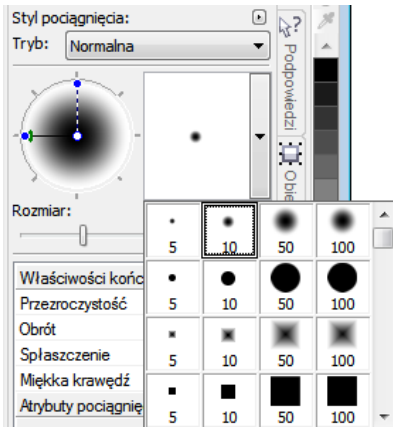 Styl pociągnięcia:
Tryb: Normalna
Podpowiedzi
Obie
Rozmiar:
5 10 50 100
Właściwości końc
5 10 50 100
Przezroczystość
Obrót
5 10 50 100
Spłaszczenie
Miękka krawędź
Atrybuty pociągnię
5 10 50 100